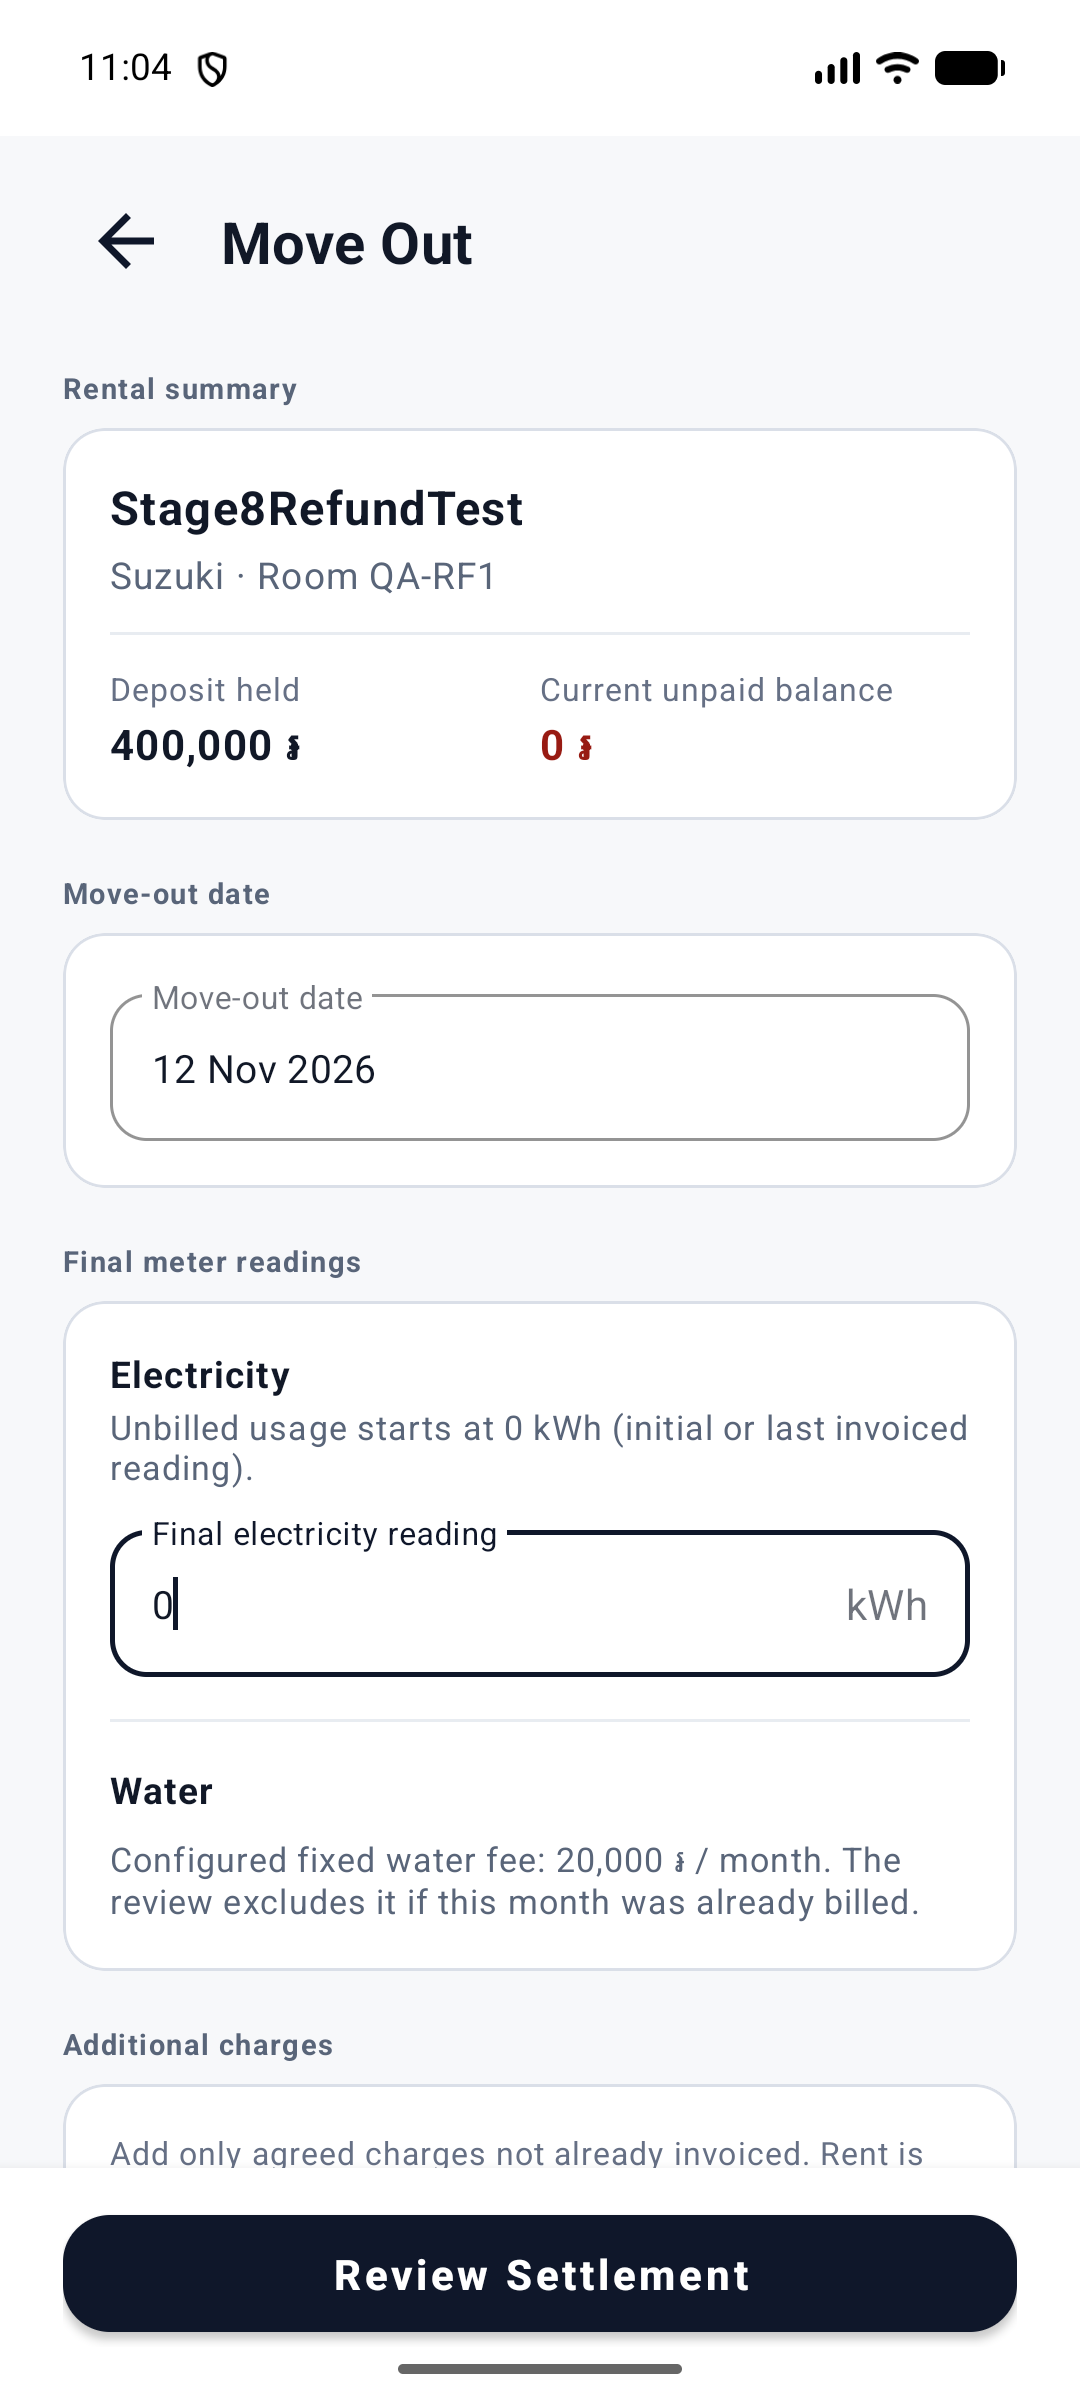 11:04
Move Out
Rental summary
Stage8RefundTest
Suzuki · Room QA-RF1
Deposit held
400,000 ៛
Current unpaid balance
0 ៛
Move-out date
Move-out date
12 Nov 2026
Final meter readings
Electricity
Unbilled usage starts at 0 kWh (initial or last invoiced
reading).
Final electricity reading
0
kWh
Water
Configured fixed water fee: 20,000 ៛ / month. The
review excludes it if this month was already billed.
Additional charges
Add only agreed charges not already invoiced. Rent is
Review Settlement